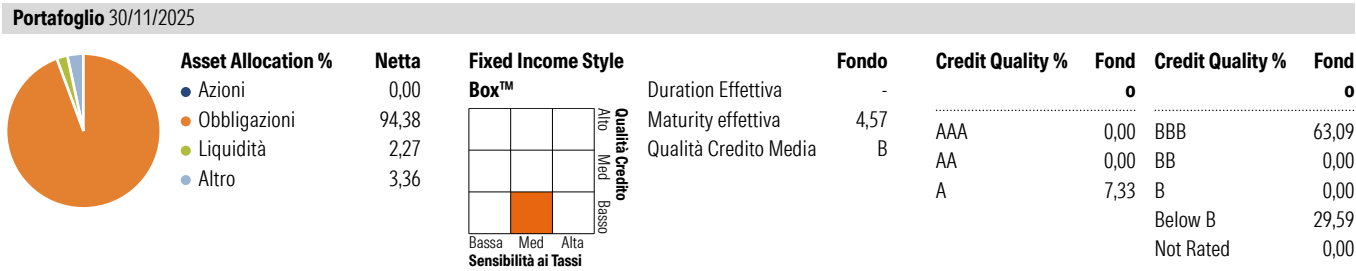 Portafoglio 30/11/2025
Asset Allocation % Netta
Azioni 0,00
Obbligazioni 94,38
Liquidità 2,27
Altro 3,36
Fixed Income Style
Box™
Alto Med Basso
Qualità Credito
Bassa Med Alta
Sensibilità ai Tassi
Fondo
Duration Effettiva -
Maturity effettiva 4,57
Qualità Credito Media B
Credit Quality % Fond
o
AAA 0,00
AA 0,00
A 7,33
Credit Quality % Fond
o
BBB 63,09
BB 0,00
B 0,00
Below B 29,59
Not Rated 0,00